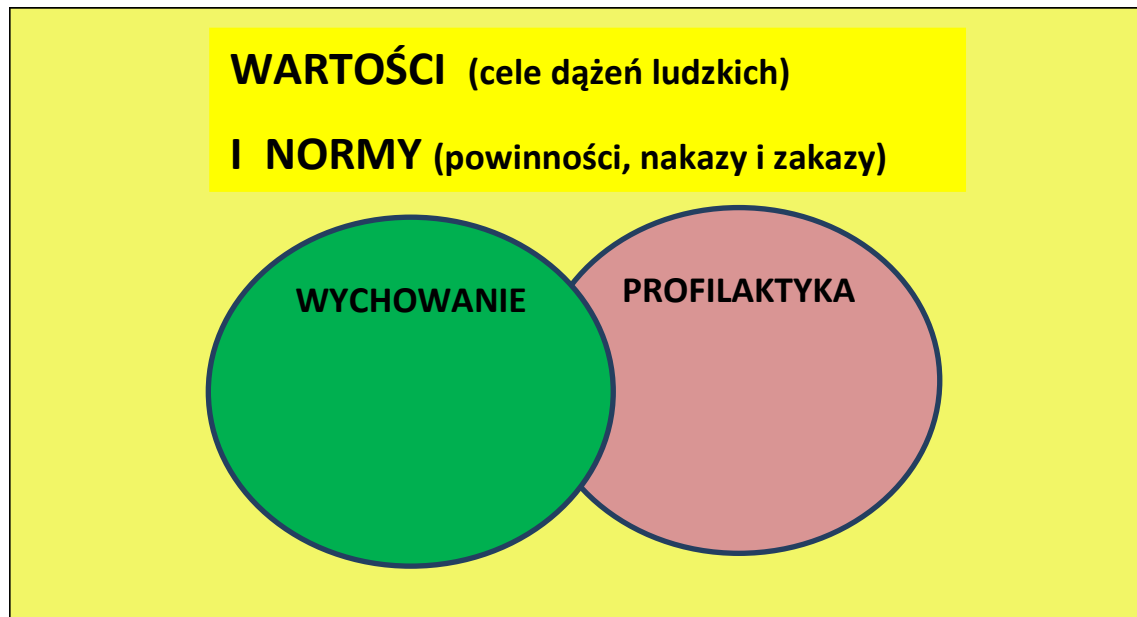 WARTOŚCI (cele dążeń ludzkich)
I NORMY (powinności, nakazy i zakazy)
WYCHOWANIE
PROFILAKTYKA